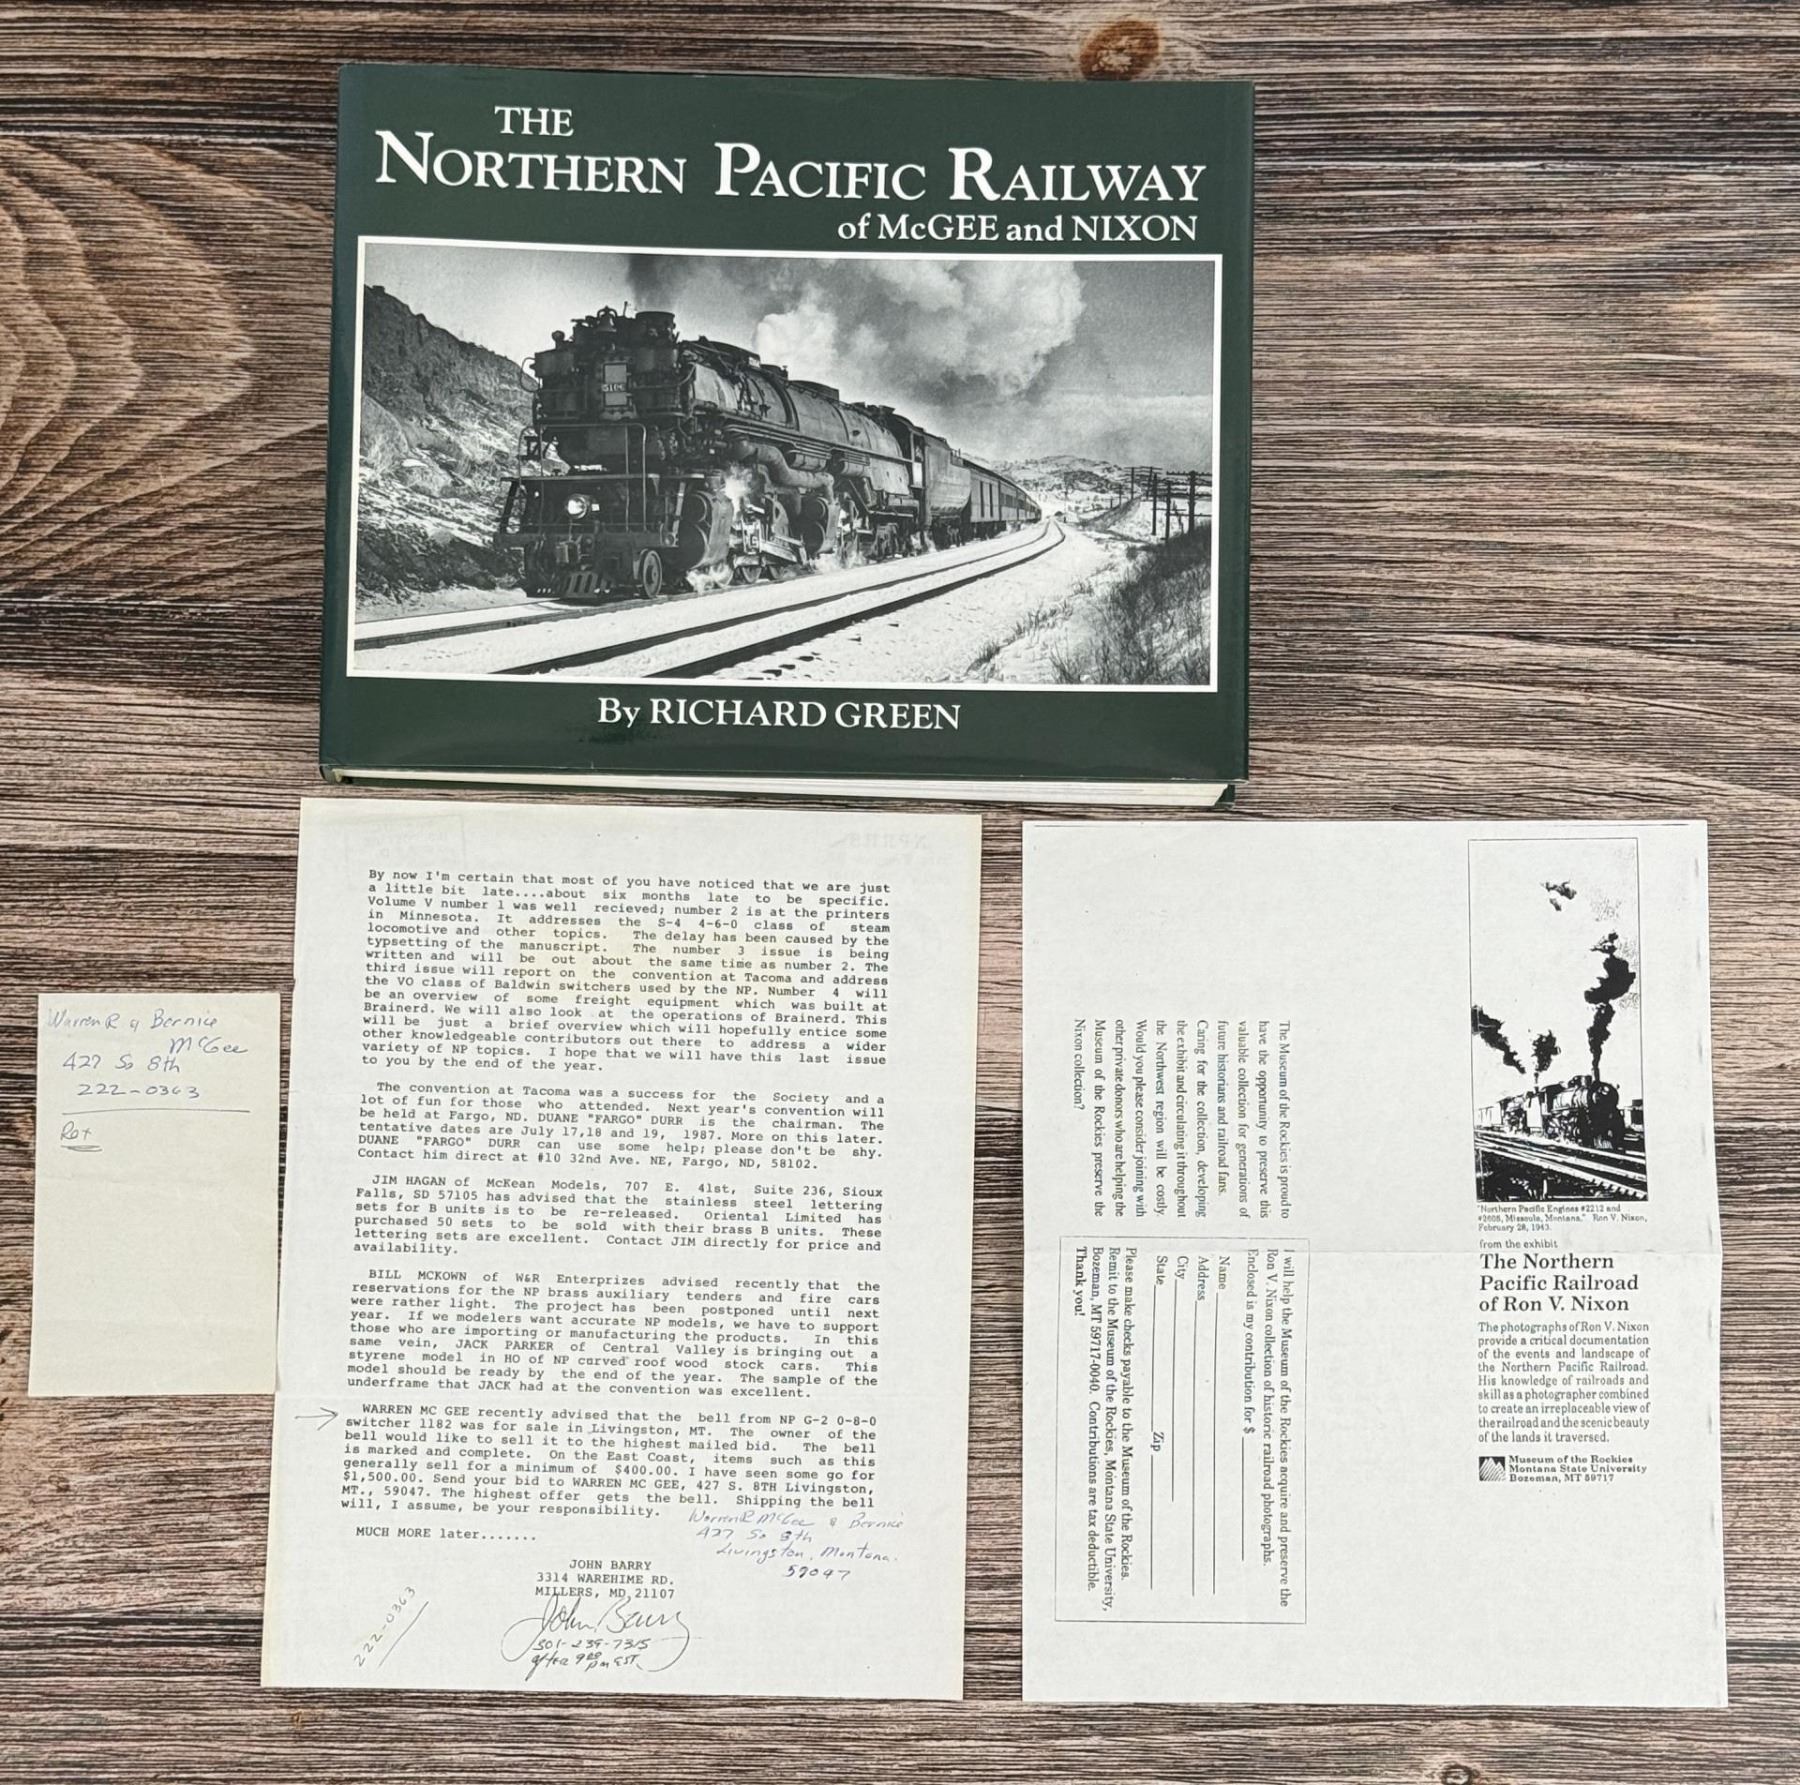 THE
NORTHERN PACIFIC RAILWAY
of McGEE and NIXON
5106
By RICHARD GREEN
Warren R & Bernice
McGee
427 So 8th
222-0363
By now I'm certain that most of you have noticed that we are just
a little bit late....about six months late to be specific.
Volume V number 1 was well recieved; number 2 is at the printers
in Minnesota. It addresses the S-4 4-6-0 class of steam
locomotive and other topics. The delay has been caused by the
typsetting of the manuscript. The number 3 issue is being
written and will be out about the same time as number 2. The
third issue will report on the convention at Tacoma and address
the VO class of Baldwin switchers used by the NP. Number 4 will
be an overview of some freight equipment which was built at
Brainerd. We will also look at the operations of Brainerd. This
will be just a brief overview which will hopefully entice some
other knowledgeable contributors out there to address a wider
variety of NP topics. I hope that we will have this last issue
to you by the end of the year.
The convention at Tacoma was a success for the Society and a
lot of fun for those who attended. Next year's convention will
be held at Fargo, ND. DUANE "FARGO" DURR is the chairman. The
tentative dates are July 17,18 and 19, 1987. More on this later.
DUANE "FARGO" DURR can use some help; please don't be shy.
Contact him direct at #10 32nd Ave. NE, Fargo, ND, 58102.
JIM HAGAN of McKean Models, 707 E. 41st, Suite 236, Sioux
Falls, SD 57105 has advised that the stainless steel lettering
sets for B units is to be re-released. Oriental Limited has
purchased 50 sets to be sold with their brass B units. These
lettering sets are excellent. Contact JIM directly for price and
availability.
BILL MCKOWN of W&R Enterprizes advised recently that the
reservations for the NP brass auxiliary tenders and fire cars
were rather light. The project has been postponed until next
year. If we modelers want accurate NP models, we have to support
those who are importing or manufacturing the products. In this
same vein, JACK PARKER of Central Valley is bringing out a
styrene model in HO of NP curved roof wood stock cars. This
model should be ready by the end of the year. The sample of the
underframe that JACK had at the convention was excellent.
WARREN MC GEE recently advised that the bell from NP G-2 0-8-0
switcher 1182 was for sale in Livingston, MT. The owner of the
bell would like to sell it to the highest mailed bid. The bell
is marked and complete. On the East Coast, items such as this
generally sell for a minimum of $400.00. I have seen some go for
$1,500.00. Send your bid to WARREN MC GEE, 427 S. 8TH Livingston,
MT., 59047. The highest offer gets the bell. Shipping the bell
will, I assume, be your responsibility.
Warren R McGee & Bernice
427 So 8th
Livingston, Montana.
59047
MUCH MORE later.......
JOHN BARRY
3314 WAREHIME RD.
MILLERS, MD, 21107
John Barry
301-239-7315
after 9:00
pm EST.
222-0363
The Museum of the Rockies is proud to
have the opportunity to preserve this
valuable collection for generations of
future historians and railroad fans.
Caring for the collection, developing
the exhibit and circulating it throughout
the Northwest region will be costly.
Would you please consider joining with
other private donors who are helping the
Museum of the Rockies preserve the
Nixon collection?
I will help the Museum of the Rockies acquire and preserve the
Ron V. Nixon collection of historic railroad photographs.
Enclosed is my contribution for $
Name
Address
City
State Zip
Please make checks payable to the Museum of the Rockies.
Remit to the Museum of the Rockies, Montana State University,
Bozeman, MT 59717-0040. Contributions are tax deductible.
Thank you!
"Northern Pacific Engines #2212 and
#2605, Missoula, Montana." Ron V. Nixon,
February 28, 1943.
from the exhibit
The Northern
Pacific Railroad
of Ron V. Nixon
The photographs of Ron V. Nixon
provide a critical documentation
of the events and landscape of
the Northern Pacific Railroad.
His knowledge of railroads and
skill as a photographer combined
to create an irreplaceable view of
the railroad and the scenic beauty
of the lands it traversed.
Museum of the Rockies
Montana State University
Bozeman, MT 59717